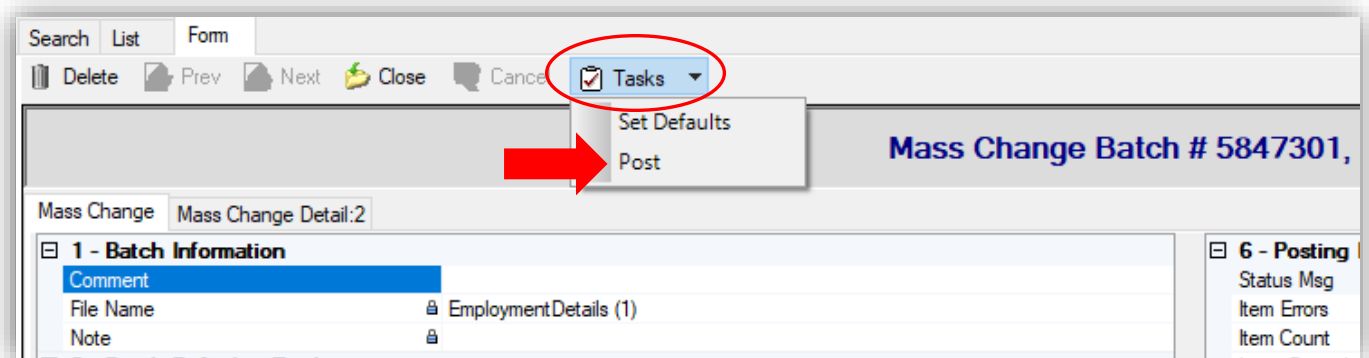 Search List Form
Delete Prev Next Close Cance Tasks
Set Defaults
Post
Mass Change Batch # 5847301,
Mass Change Mass Change Detail:2
1 - Batch Information
Comment
File Name EmploymentDetails (1)
Note
6 - Posting
Status Msg
Item Errors
Item Count